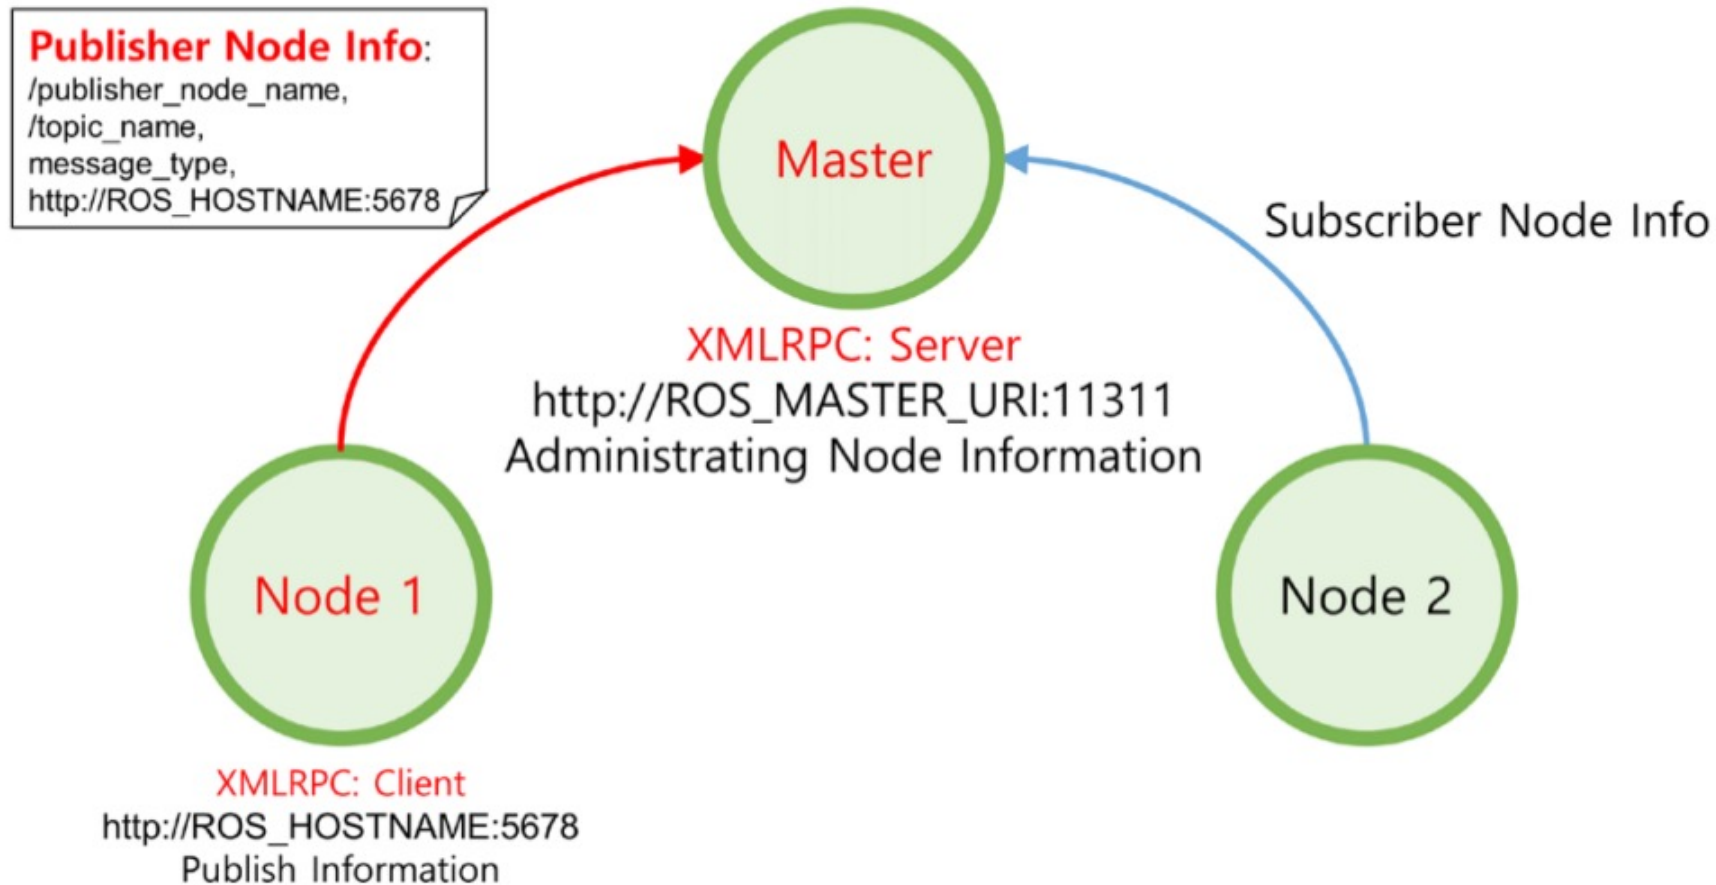 Publisher Node Info:
/publisher_node_name,
/topic_name,
message_type,
http://ROS_HOSTNAME:5678
Master
Subscriber Node Info
XMLRPC: Server
http://ROS_MASTER_URI:11311
Administrating Node Information
Node 1
Node 2
XMLRPC: Client
http://ROS_HOSTNAME:5678
Publish Information